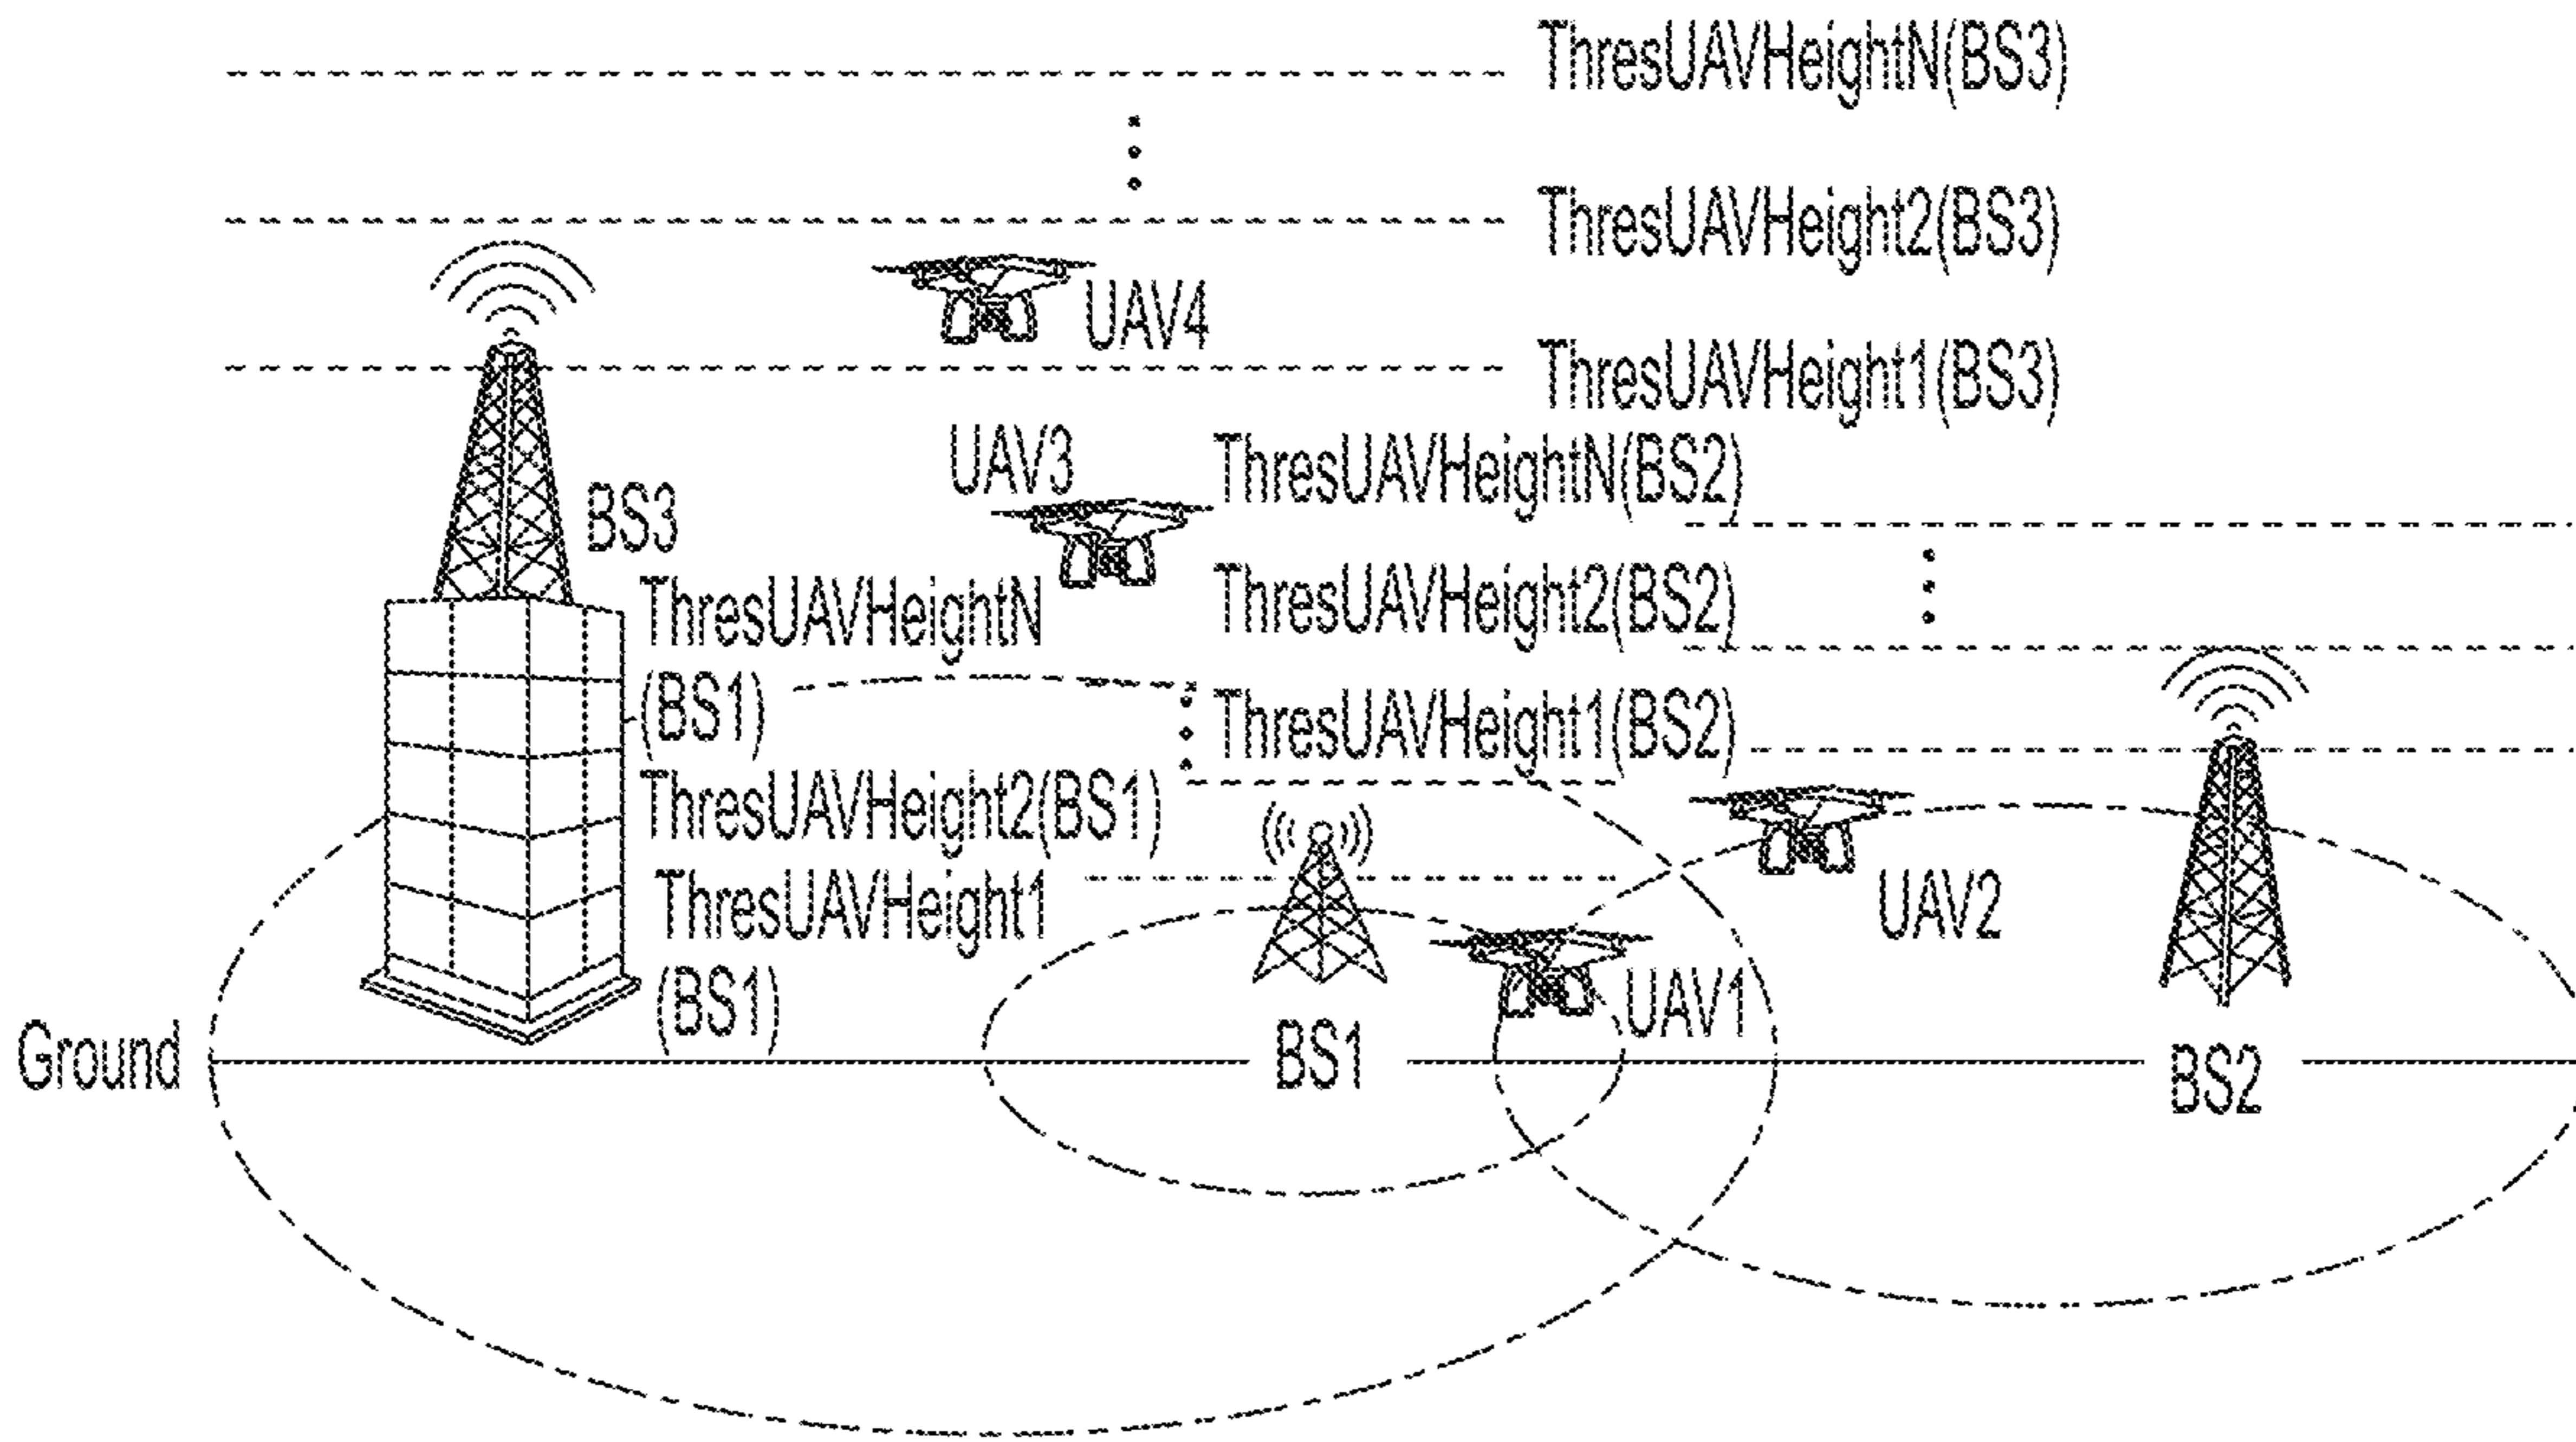 ThresUAVHeightN(BS3)
ThresUAVHeight2(BS3)
UAV4
ThresUAVHeight1(BS3)
UAV3
ThresUAVHeightN(BS2)
BS3
ThresUAVHeightN
(BS1)
ThresUAVHeight2(BS2)
ThresUAVHeight1(BS2)
ThresUAVHeight2(BS1)
ThresUAVHeight1
(BS1)
UAV2
UAV1
Ground
BS1
BS2